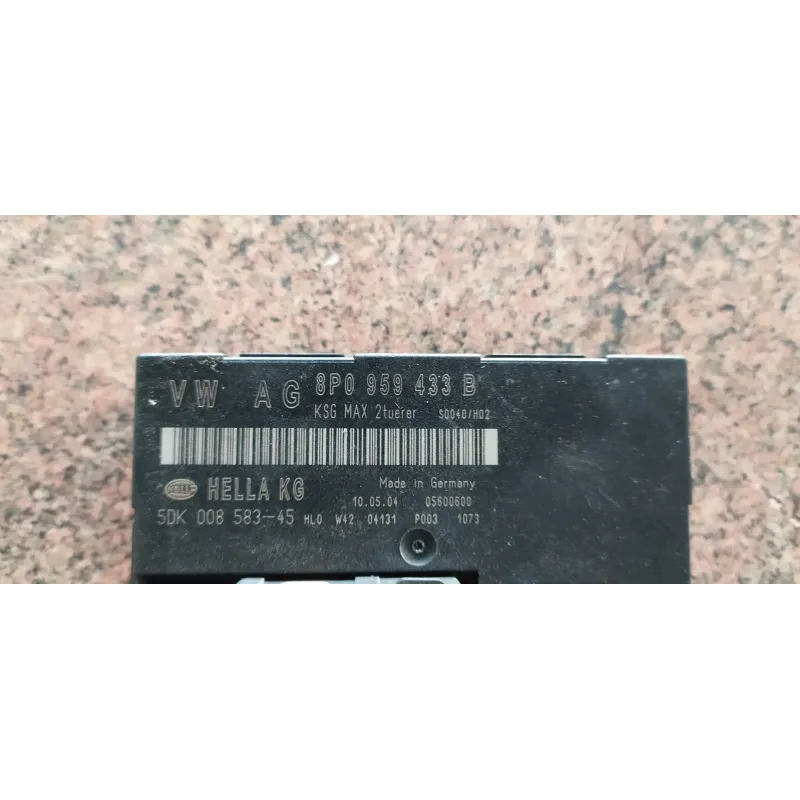 VW AG 8P0 959 433 B
KSG MAX 2tuerer S0040/H02
HELLA HELLA KG Made in Germany
10.05.04 05600600
5DK 008 583-45 HL0 W42 04131 P003 1073